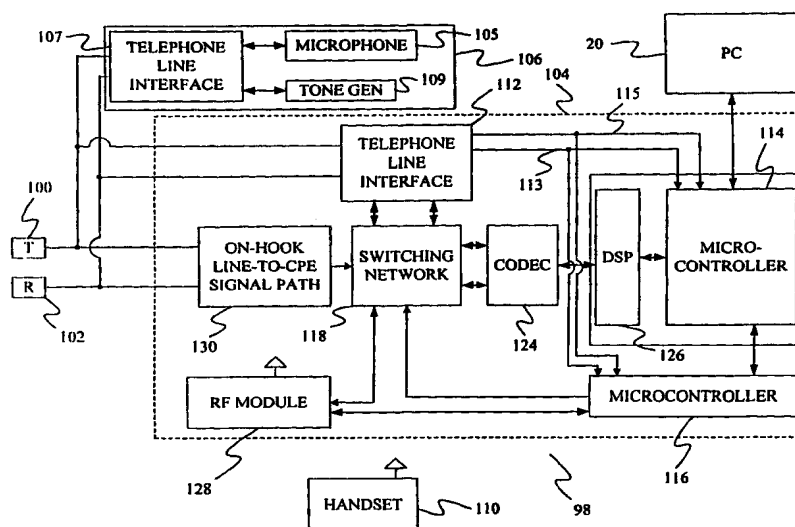 107
TELEPHONE
LINE
INTERFACE
MICROPHONE
105
106
TONE GEN
109
20
PC
112
104
115
TELEPHONE
LINE
INTERFACE
113
114
100
T
R
102
ON-HOOK
LINE-TO-CPE
SIGNAL PATH
130
SWITCHING
NETWORK
118
CODEC
124
DSP
126
MICRO-
CONTROLLER
RF MODULE
128
MICROCONTROLLER
116
HANDSET
110
98